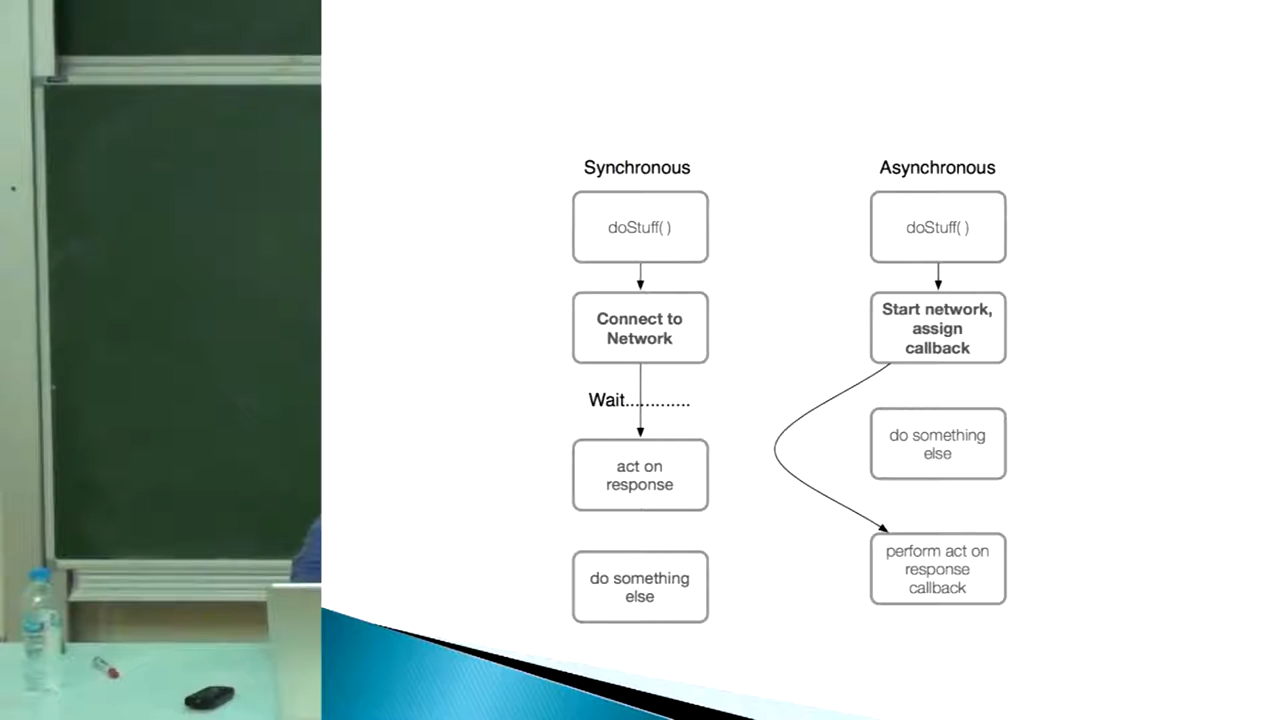 Synchronous
doStuff( )
Connect to
Network
Wait.............
act on
response
do something
else
Asynchronous
doStuff( )
Start network,
assign
callback
do something
else
perform act on
response
callback